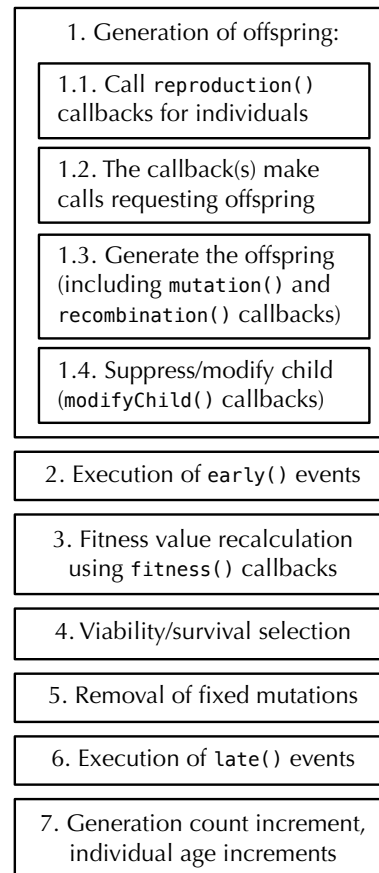 1. Generation of offspring:
1.1. Call reproduction()
callbacks for individuals
1.2. The callback(s) make
calls requesting offspring
1.3. Generate the offspring
(including mutation() and
recombination() callbacks)
1.4. Suppress/modify child
(modifyChild() callbacks)
2. Execution of early() events
3. Fitness value recalculation
using fitness() callbacks
4. Viability/survival selection
5. Removal of fixed mutations
6. Execution of late() events
7. Generation count increment,
individual age increments